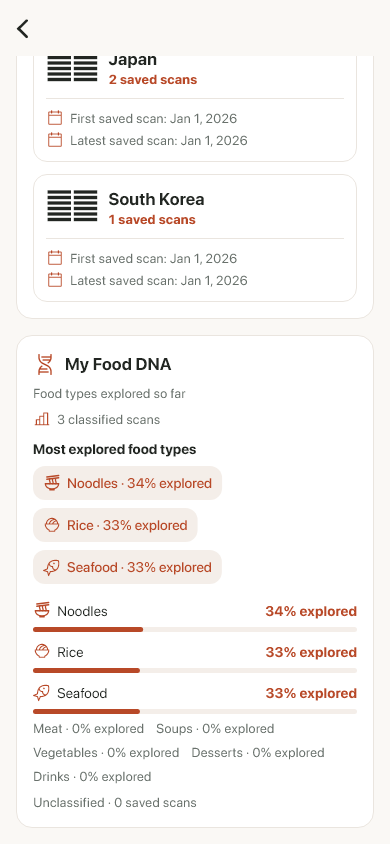 Japan
2 saved scans
First saved scan: Jan 1, 2026
Latest saved scan: Jan 1, 2026
South Korea
1 saved scans
First saved scan: Jan 1, 2026
Latest saved scan: Jan 1, 2026
My Food DNA
Food types explored so far
3 classified scans
Most explored food types
Noodles · 34% explored
Rice · 33% explored
Seafood · 33% explored
Noodles 34% explored
Rice 33% explored
Seafood 33% explored
Meat · 0% explored Soups · 0% explored
Vegetables · 0% explored Desserts · 0% explored
Drinks · 0% explored
Unclassified · 0 saved scans